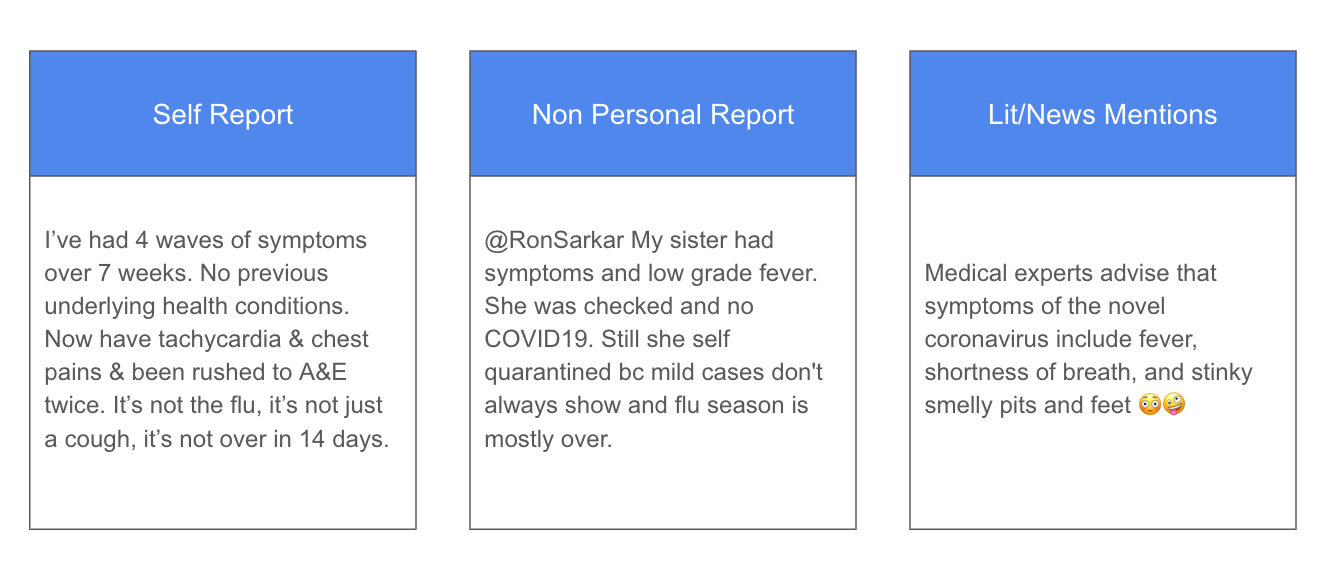 Self Report
I’ve had 4 waves of symptoms
over 7 weeks. No previous
underlying health conditions.
Now have tachycardia & chest
pains & been rushed to A&E
twice. It’s not the flu, it’s not just
a cough, it’s not over in 14 days.
Non Personal Report
@RonSarkar My sister had
symptoms and low grade fever.
She was checked and no
COVID19. Still she self
quarantined bc mild cases don't
always show and flu season is
mostly over.
Lit/News Mentions
Medical experts advise that
symptoms of the novel
coronavirus include fever,
shortness of breath, and stinky
smelly pits and feet 😳🤪